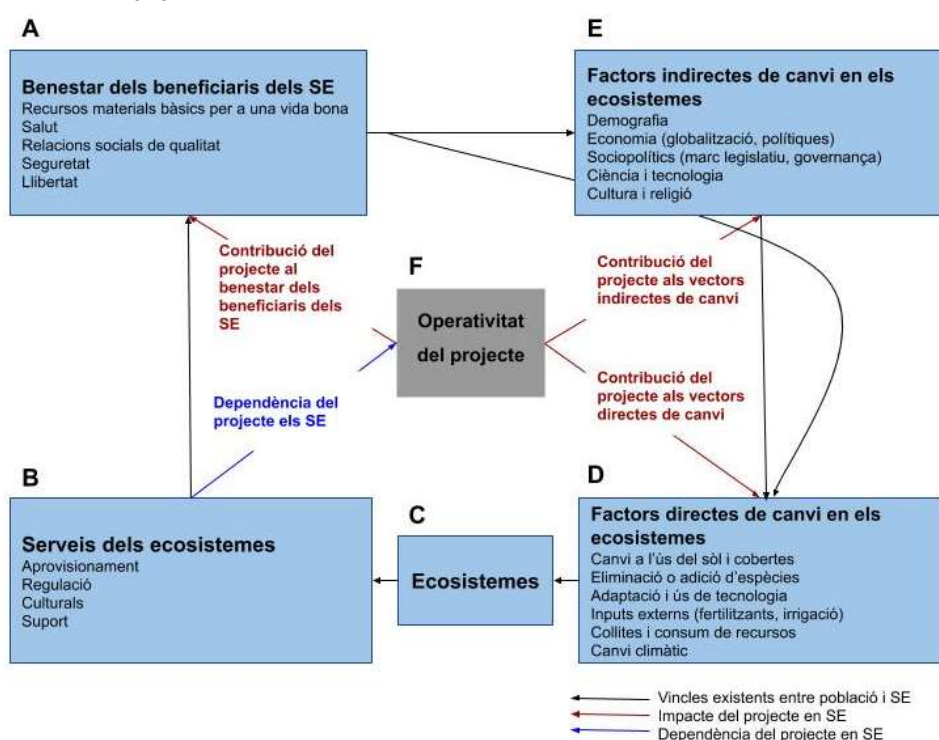 A
Benestar dels beneficiaris dels SE
Recursos materials bàsics per a una vida bona
Salut
Relacions socials de qualitat
Seguretat
Llibertat
E
Factors indirectes de canvi en els
ecosistemes
Demografia
Economia (globalització, polítiques)
Sociopolítics (marc legislatiu, governança)
Ciència i tecnologia
Cultura i religió
Contribució del
projecte al
benestar dels
beneficiaris dels
SE
F
Operativitat
del projecte
Contribució del
projecte als vectors
indirectes de canvi
Dependència del
projecte els SE
Contribució del
projecte als vectors
directes de canvi
B
Serveis dels ecosistemes
Aprovisionament
Regulació
Culturals
Suport
C
Ecosistemes
D
Factors directes de canvi en els
ecosistemes
Canvi a l'ús del sòl i cobertes
Eliminació o adició d'espècies
Adaptació i ús de tecnologia
Inputs externs (fertilitzants, irrigació)
Collites i consum de recursos
Canvi climàtic
Vincles existents entre població i SE
Impacte del projecte en SE
Dependència del projecte en SE